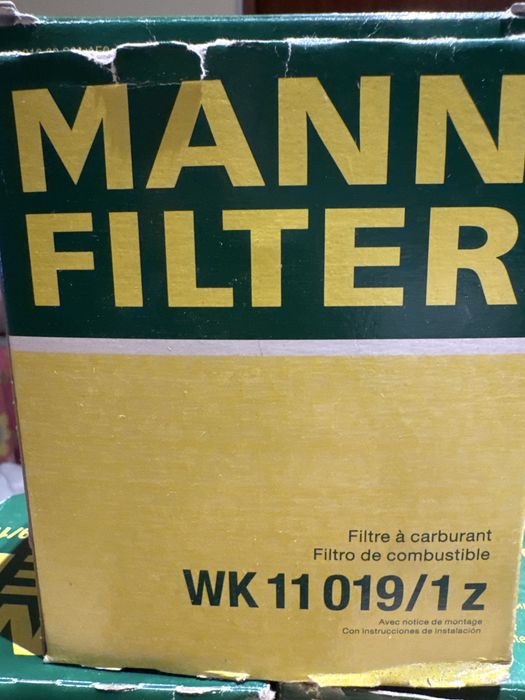 MANN
FILTER
Filtre à carburant
Filtro de combustible
WK 11 019/1 z
Avec notice de montage
Con instrucciones de instalación